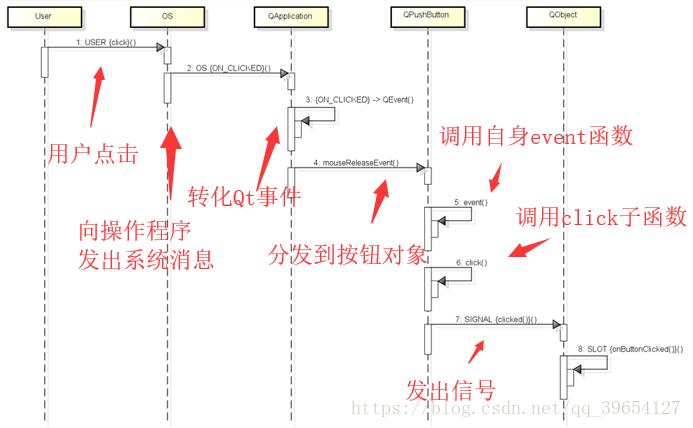 User
OS
QApplication
QPushButton
QObject
1: USER {click}()
2: OS {ON_CLICKED}()
3: {ON_CLICKED} -> QEvent()
用户点击
转化Qt事件
4: mouseReleaseEvent()
调用自身event函数
向操作程序
发出系统消息
分发到按钮对象
5: event()
调用click子函数
6: click()
7: SIGNAL {clicked()}()
8: SLOT {onButtonClicked()}()
发出信号
https://blog.csdn.net/qq_39654127